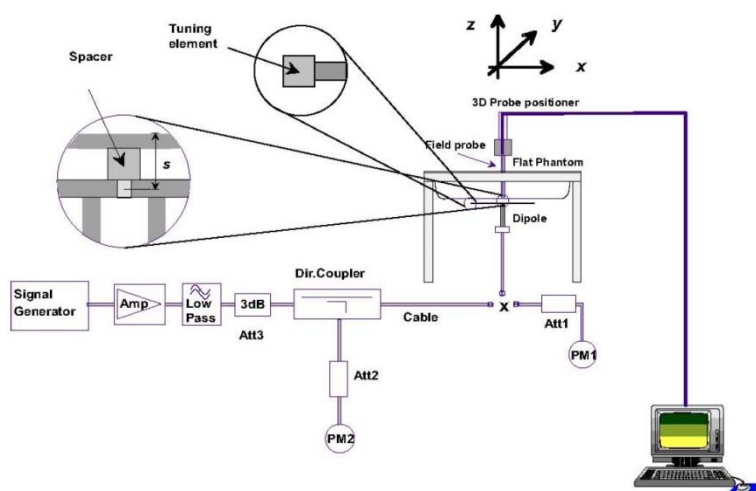 Tuning
element
Spacer
s
z
y
x
3D Probe positioner
Field probe
Flat Phantom
Dipole
Dir.Coupler
Signal
Generator
Amp
Low
Pass
3dB
Att3
Cable
x
Att1
PM1
Att2
PM2